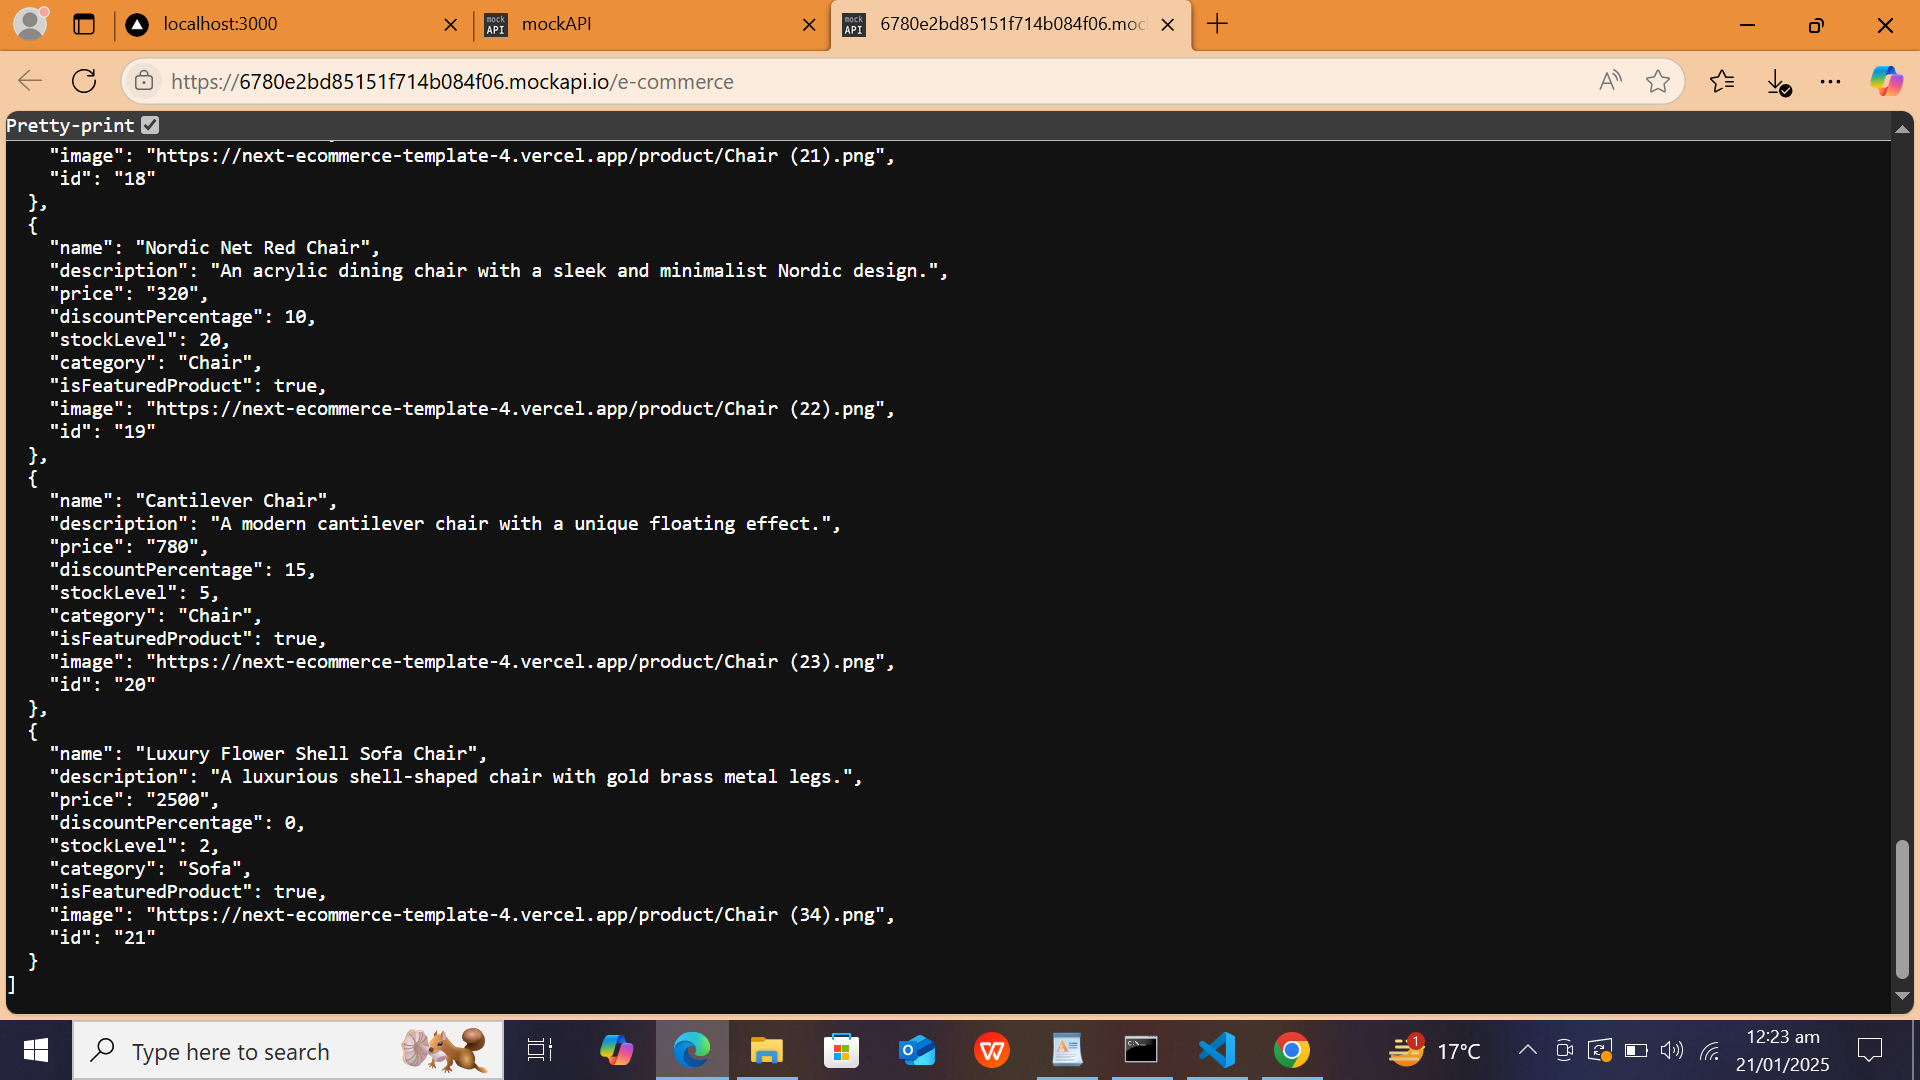 localhost:3000
mock API mockAPI
mock API 6780e2bd85151f714b084f06.moc
https://6780e2bd85151f714b084f06.mockapi.io/e-commerce
Pretty-print
"image": "https://next-ecommerce-template-4.vercel.app/product/Chair (21).png",
"id": "18"
},
{
"name": "Nordic Net Red Chair",
"description": "An acrylic dining chair with a sleek and minimalist Nordic design.",
"price": "320",
"discountPercentage": 10,
"stockLevel": 20,
"category": "Chair",
"isFeaturedProduct": true,
"image": "https://next-ecommerce-template-4.vercel.app/product/Chair (22).png",
"id": "19"
},
{
"name": "Cantilever Chair",
"description": "A modern cantilever chair with a unique floating effect.",
"price": "780",
"discountPercentage": 15,
"stockLevel": 5,
"category": "Chair",
"isFeaturedProduct": true,
"image": "https://next-ecommerce-template-4.vercel.app/product/Chair (23).png",
"id": "20"
},
{
"name": "Luxury Flower Shell Sofa Chair",
"description": "A luxurious shell-shaped chair with gold brass metal legs.",
"price": "2500",
"discountPercentage": 0,
"stockLevel": 2,
"category": "Sofa",
"isFeaturedProduct": true,
"image": "https://next-ecommerce-template-4.vercel.app/product/Chair (34).png",
"id": "21"
}
]
Type here to search
1
17°C
12:23 am
21/01/2025